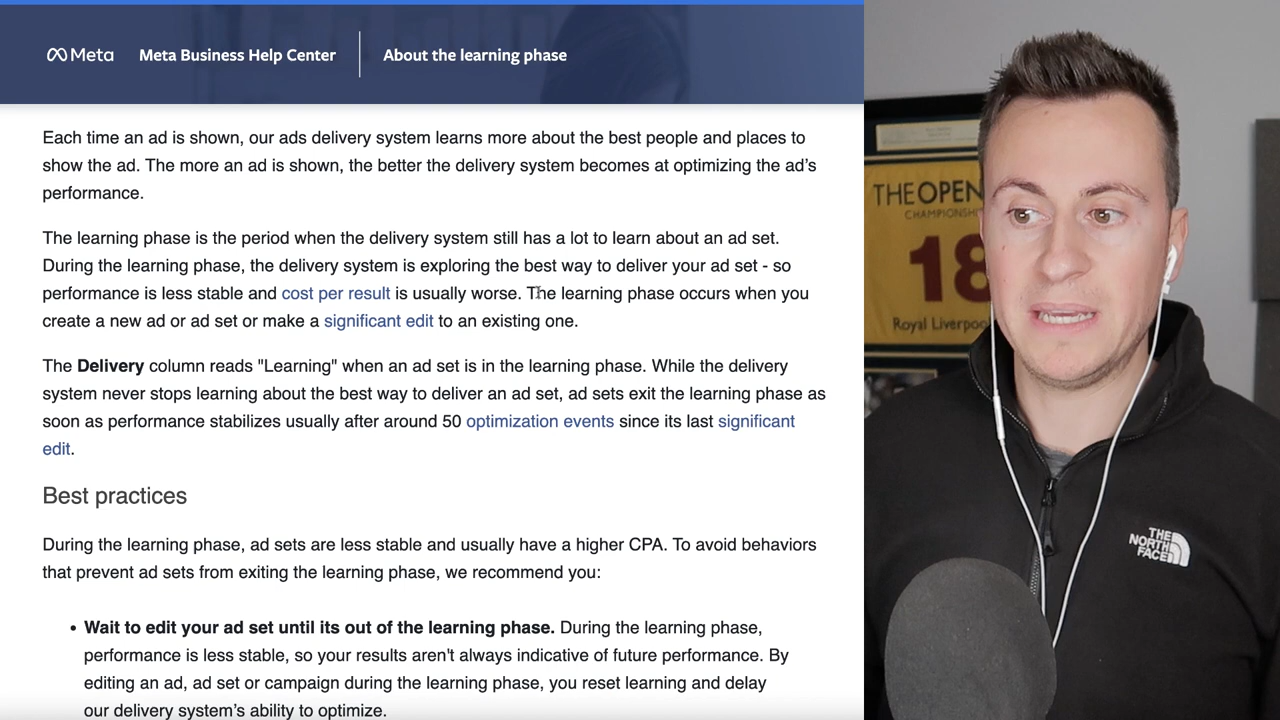 Meta
Meta Business Help Center
About the learning phase
Each time an ad is shown, our ads delivery system learns more about the best people and places to
show the ad. The more an ad is shown, the better the delivery system becomes at optimizing the ad’s
performance.
The learning phase is the period when the delivery system still has a lot to learn about an ad set.
During the learning phase, the delivery system is exploring the best way to deliver your ad set - so
performance is less stable and cost per result is usually worse. The learning phase occurs when you
create a new ad or ad set or make a significant edit to an existing one.
The Delivery column reads "Learning" when an ad set is in the learning phase. While the delivery
system never stops learning about the best way to deliver an ad set, ad sets exit the learning phase as
soon as performance stabilizes usually after around 50 optimization events since its last significant
edit.
Best practices
During the learning phase, ad sets are less stable and usually have a higher CPA. To avoid behaviors
that prevent ad sets from exiting the learning phase, we recommend you:
• Wait to edit your ad set until its out of the learning phase. During the learning phase,
performance is less stable, so your results aren't always indicative of future performance. By
editing an ad, ad set or campaign during the learning phase, you reset learning and delay
our delivery system’s ability to optimize.
THE OPEN
CHAMPIONSHI
18
Royal Liverpoo
THE
NORTH
FACE